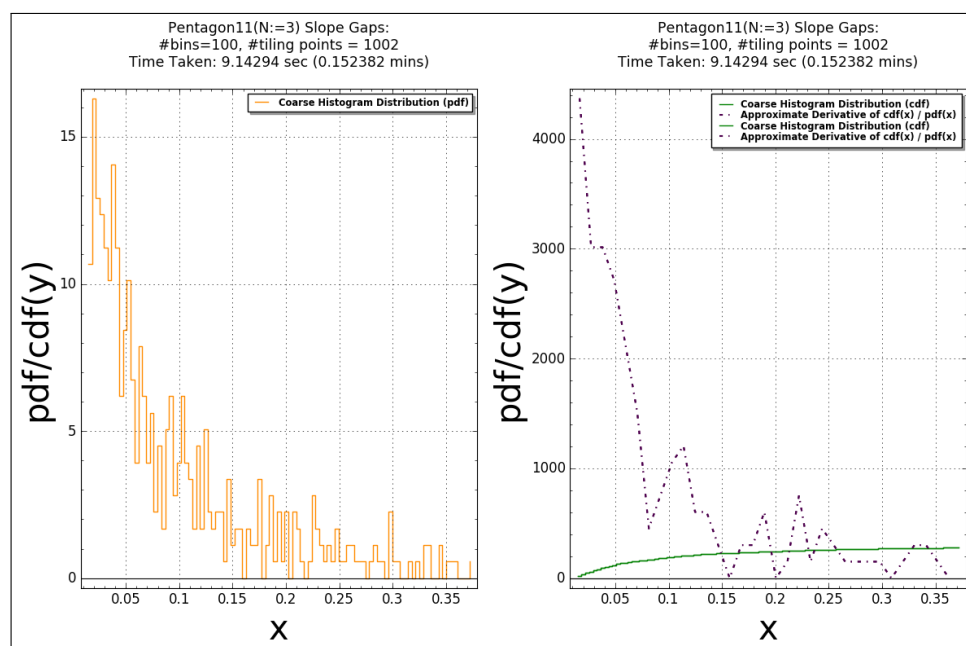 Pentagon11(N:=3) Slope Gaps:
#bins=100, #tiling points = 1002
Time Taken: 9.14294 sec (0.152382 mins)
Coarse Histogram Distribution (pdf)
pdf/cdf(y)
15
10
5
0
0.05 0.1 0.15 0.2 0.25 0.3 0.35
x
Pentagon11(N:=3) Slope Gaps:
#bins=100, #tiling points = 1002
Time Taken: 9.14294 sec (0.152382 mins)
Coarse Histogram Distribution (cdf)
Approximate Derivative of cdf(x) / pdf(x)
Coarse Histogram Distribution (cdf)
Approximate Derivative of cdf(x) / pdf(x)
pdf/cdf(y)
4000
3000
2000
1000
0
0.05 0.1 0.15 0.2 0.25 0.3 0.35
x